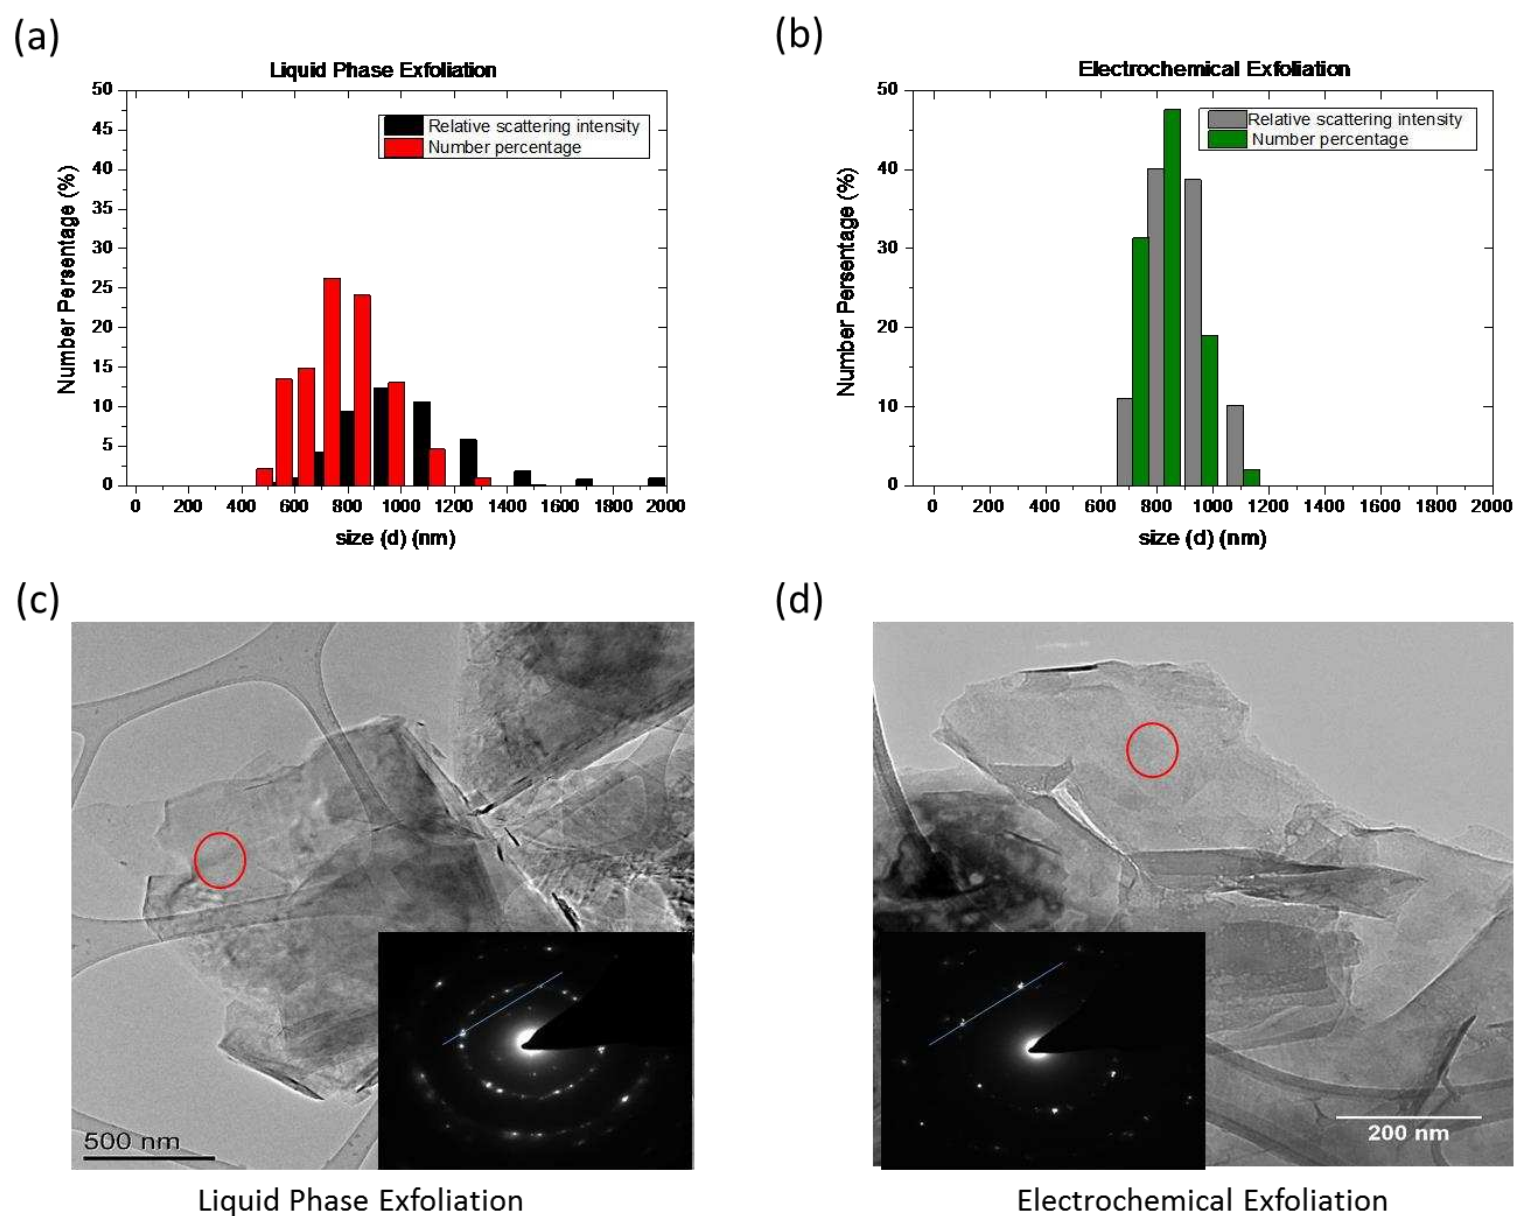 (a)
Liquid Phase Exfoliation
50
45
40
35
30
25
20
15
10
5
0
Number Persentage (%)
Relative scattering intensity
Number percentage
0 200 400 600 800 1000 1200 1400 1600 1800 2000
size (d) (nm)
(b)
Electrochemical Exfoliation
50
40
30
20
10
0
Number Persentage (%)
Relative scattering intensity
Number percentage
0 200 400 600 800 1000 1200 1400 1600 1800 2000
size (d) (nm)
(c)
500 nm
Liquid Phase Exfoliation
(d)
200 nm
Electrochemical Exfoliation